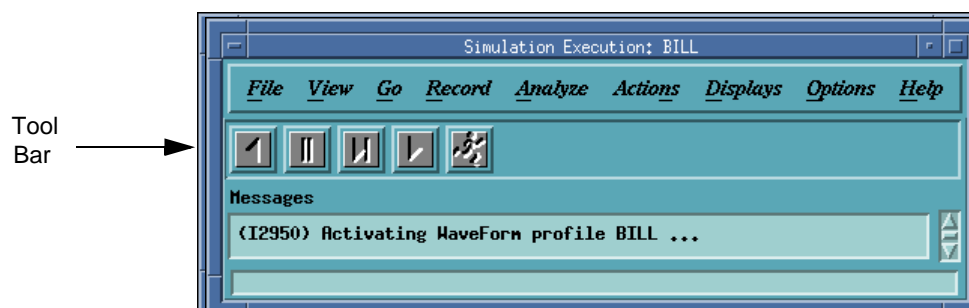 Simulation Execution: BILL
File View Go Record Analyze Actions Displays Options Help
Tool
Bar
Messages
(I2950) Activating WaveForm profile BILL ...